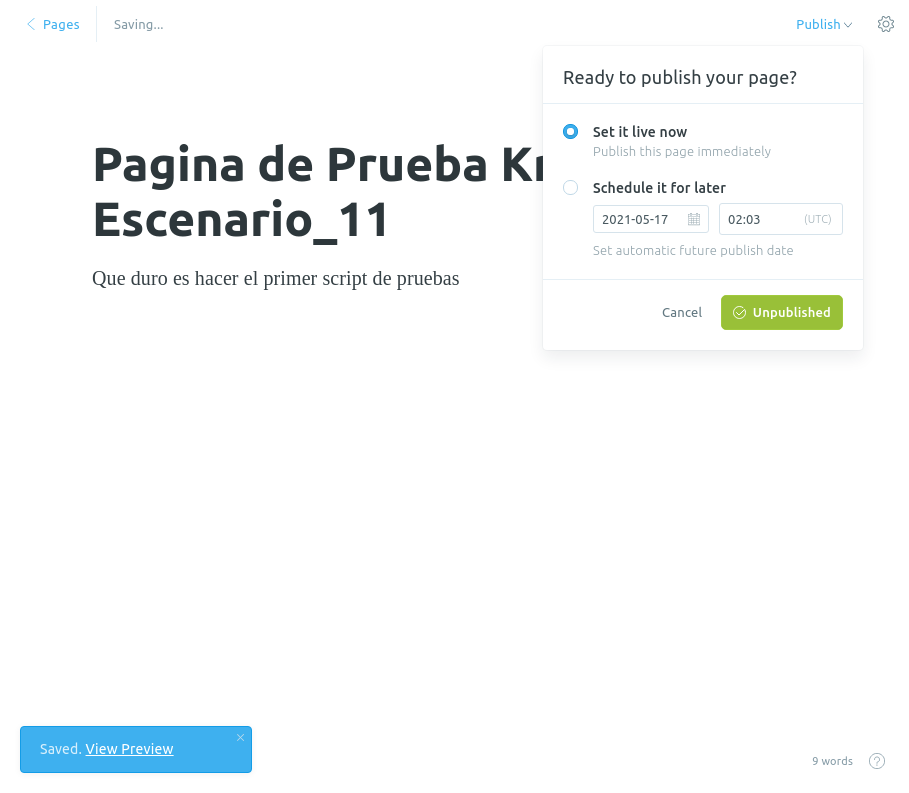 Pages
Saving...
Publish
Ready to publish your page?
Set it live now
Publish this page immediately
Schedule it for later
2021-05-17
02:03
(UTC)
Set automatic future publish date
Cancel
Unpublished
Pagina de Prueba
Escenario_11
Que duro es hacer el primer script de pruebas
Saved. View Preview
9 words
?